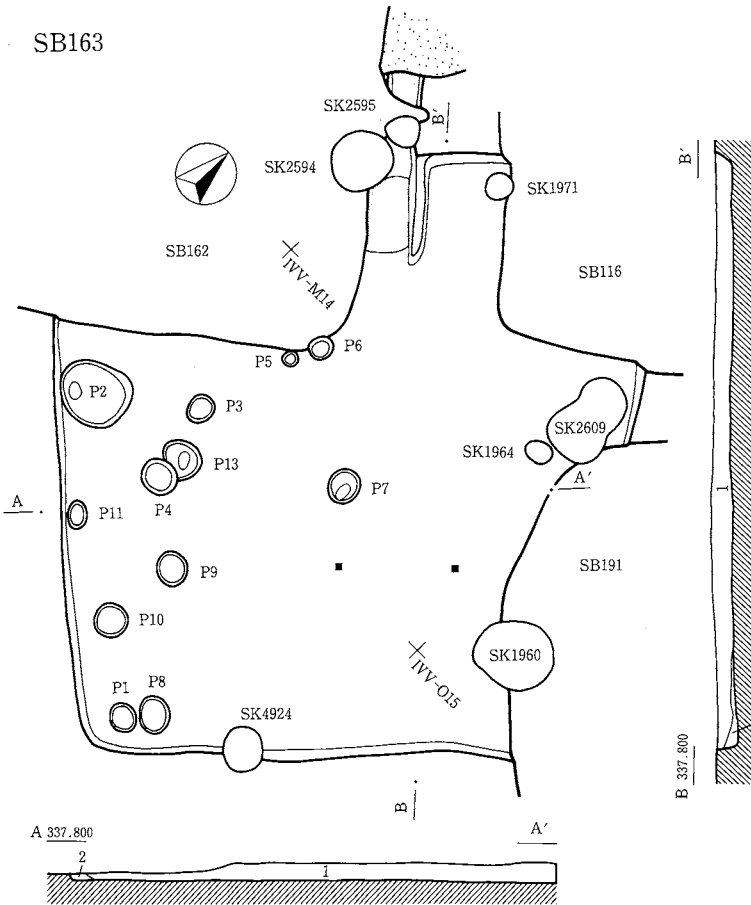 SB163
SK2595
B′
B′
SK2594
SK1971
SB162
IVV-M14
SB116
P5
P6
P2
P3
SK2609
P13
SK1964
P4
P7
A
P11
A′
1
P9
SB191
P10
SK1960
IVV-O15
P1
P8
SK4924
B 337.800
B
A 337.800
A′
2
1